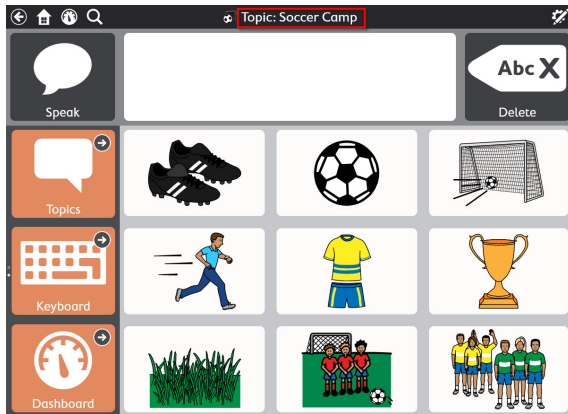 Topic: Soccer Camp
Speak
Abc X
Delete
Topics
Keyboard
Dashboard